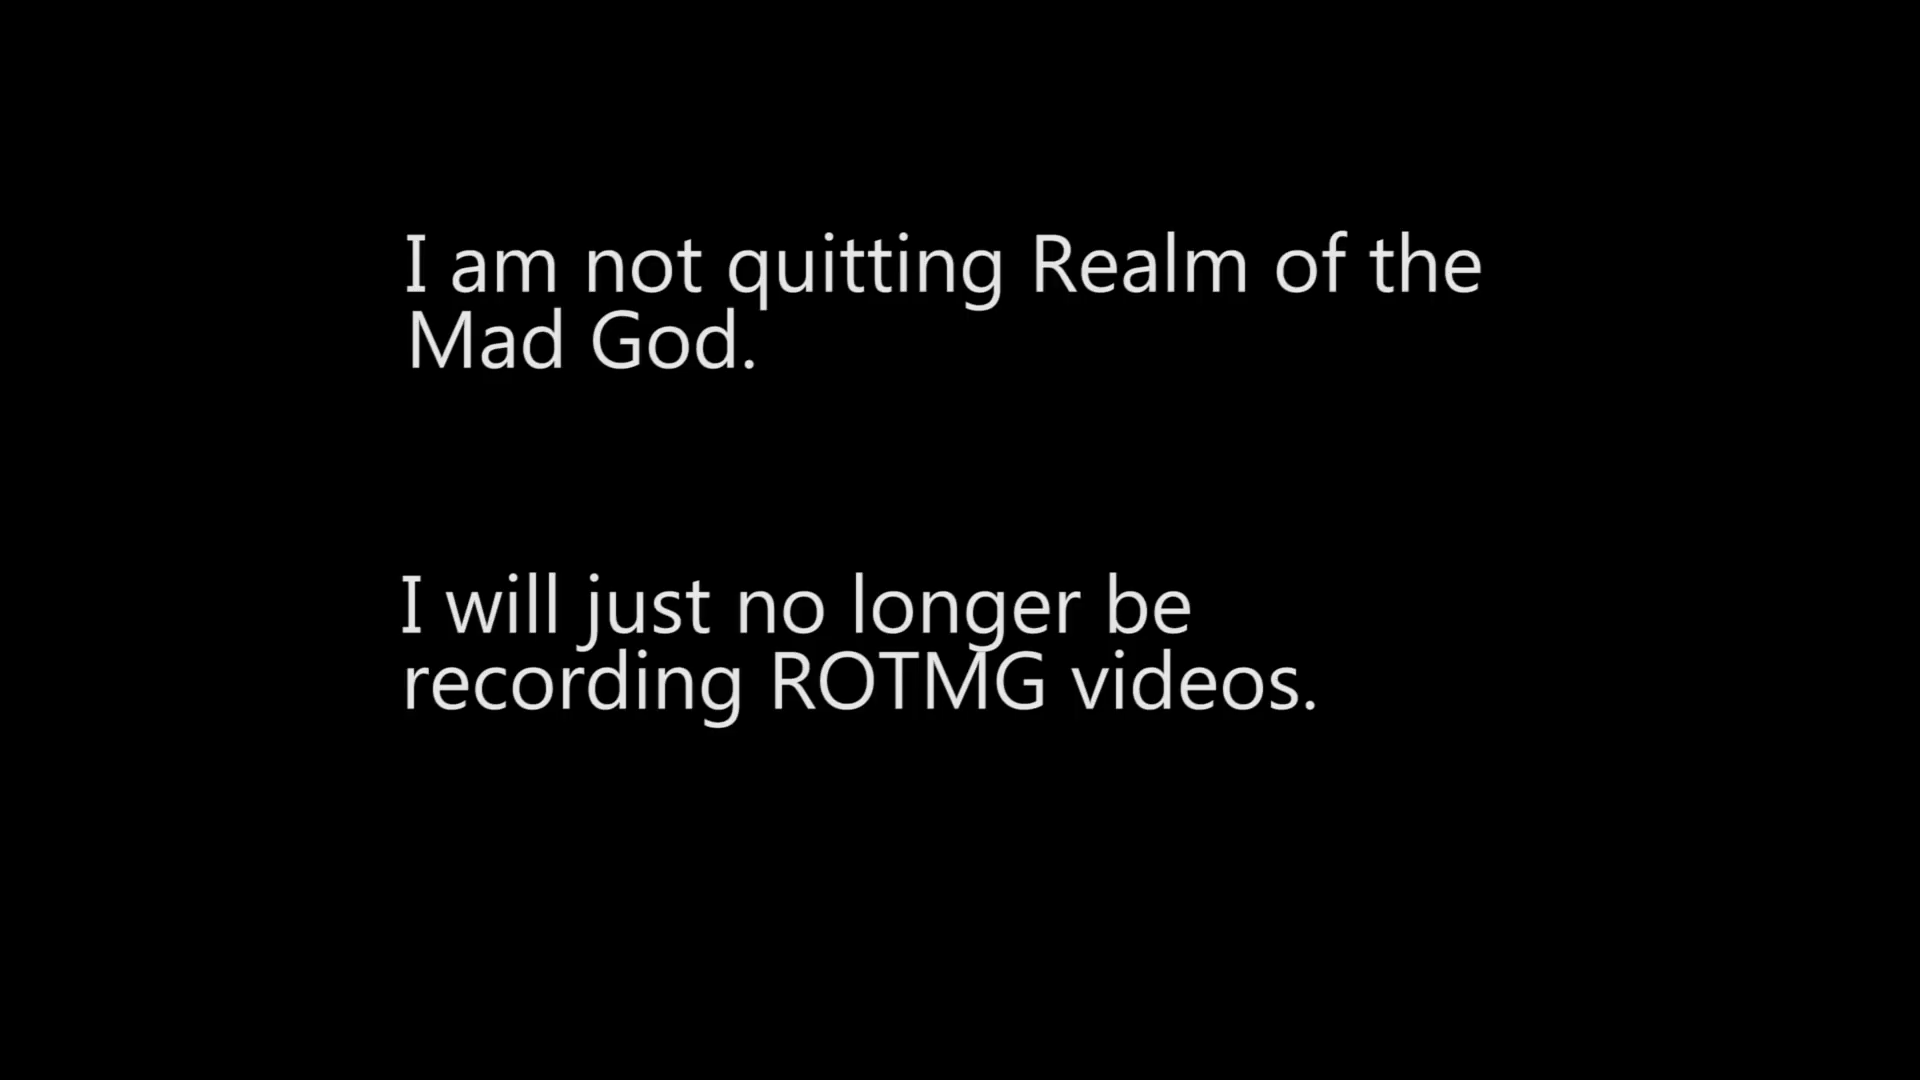 I am not quitting Realm of the
Mad God.
I will just no longer be
recording ROTMG videos.